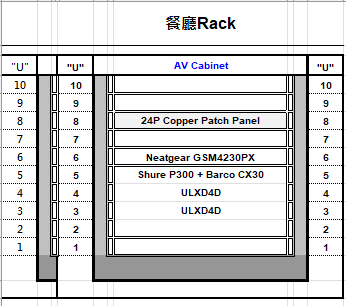 餐廳Rack
"U" "U" AV Cabinet "U"
10 10 10
9 9 9
8 8 24P Copper Patch Panel 8
7 7 7
6 6 Neatgear GSM4230PX 6
5 5 Shure P300 + Barco CX30 5
4 4 ULXD4D 4
3 3 ULXD4D 3
2 2 2
1 1 1